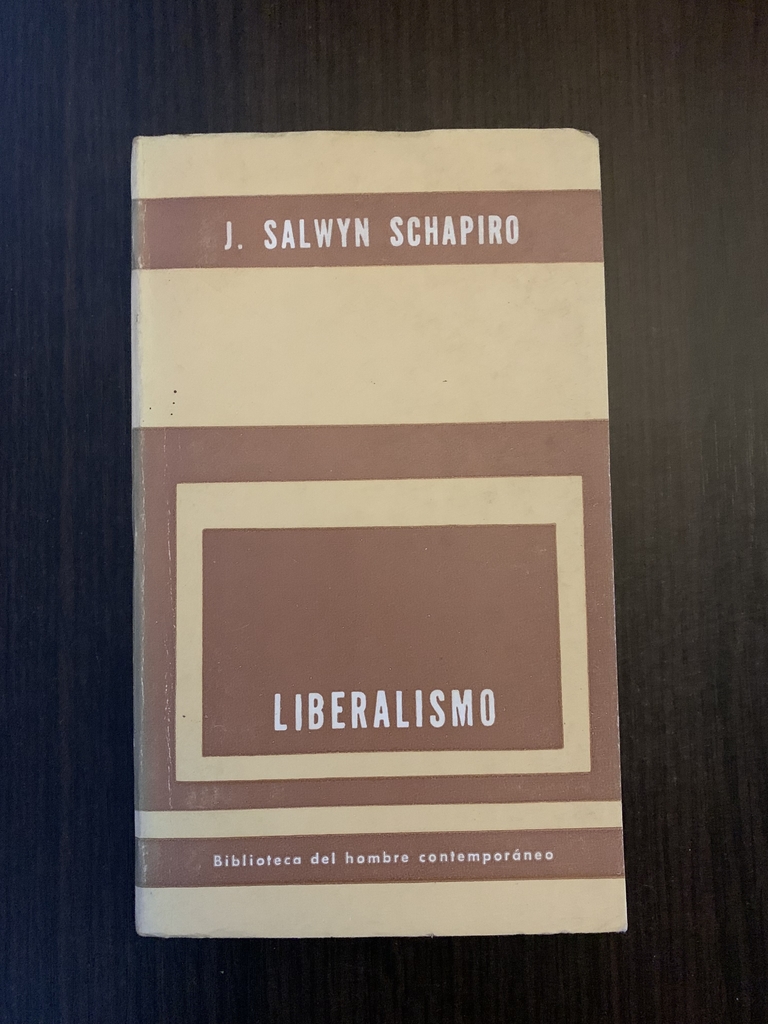 J. SALWYN SCHAPIRO
LIBERALISMO
Biblioteca del hombre contemporáneo